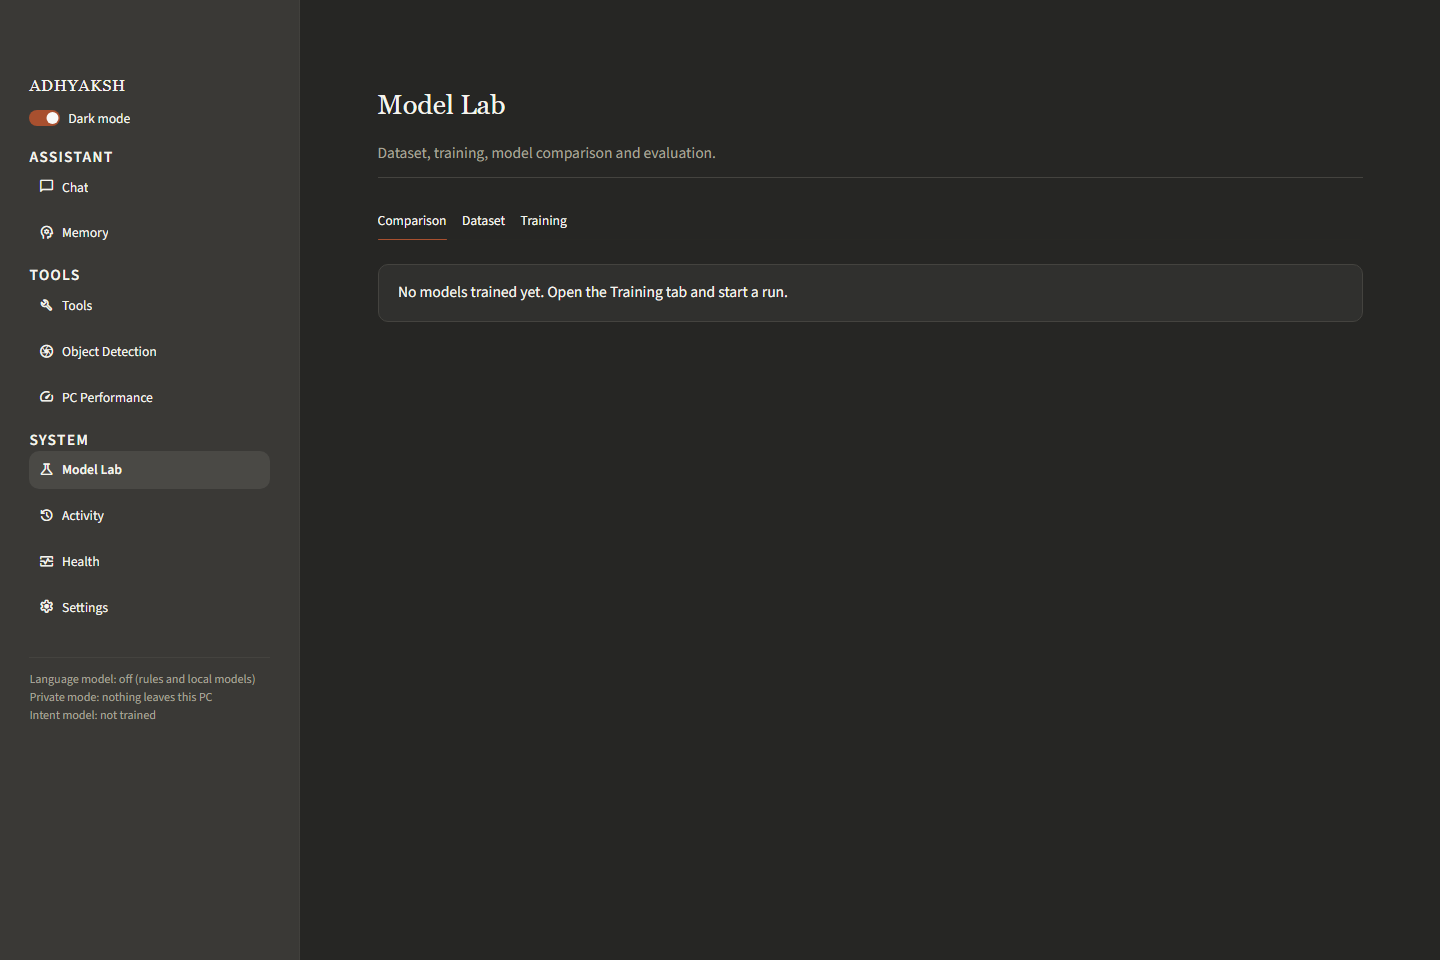 ADHYAKSH
Dark mode
ASSISTANT
Chat
Memory
TOOLS
Tools
Object Detection
PC Performance
SYSTEM
Model Lab
Activity
Health
Settings
Language model: off (rules and local models)
Private mode: nothing leaves this PC
Intent model: not trained
Model Lab
Dataset, training, model comparison and evaluation.
Comparison Dataset Training
No models trained yet. Open the Training tab and start a run.